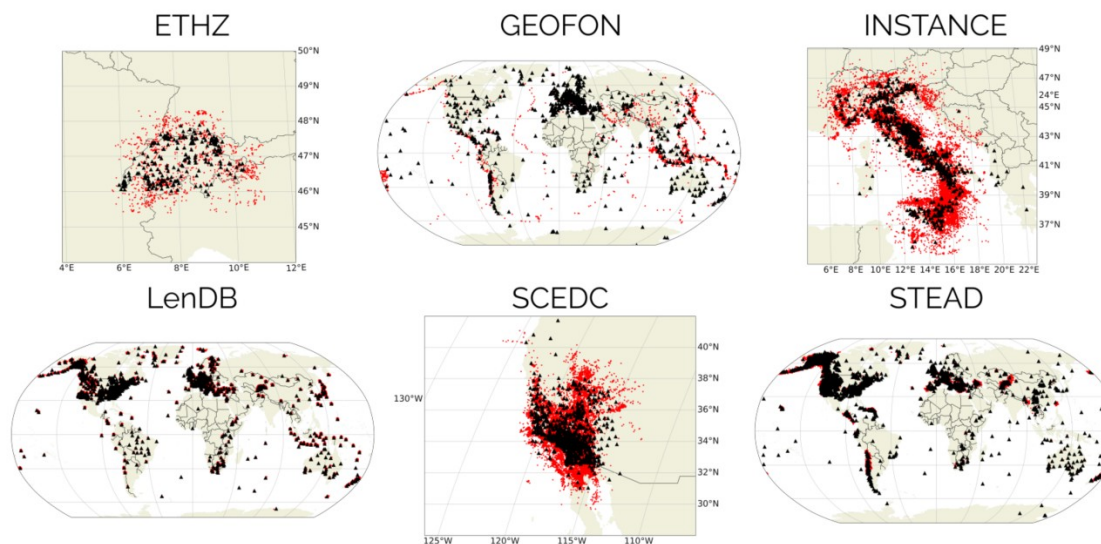 ETHZ GEOFON INSTANCE
50°N
49°N
48°N
47°N
46°N
45°N
4°E 6°E 8°E 10°E 12°E
49°N
47°N
24°E
45°N
43°N
41°N
39°N
37°N
4°E 6°E 8°E 10°E 12°E 14°E 16°E 18°E 20°E 22°E
LenDB SCEDC STEAD
40°N
38°N
130°W
36°N
34°N
32°N
30°N
125°W 120°W 115°W 110°W